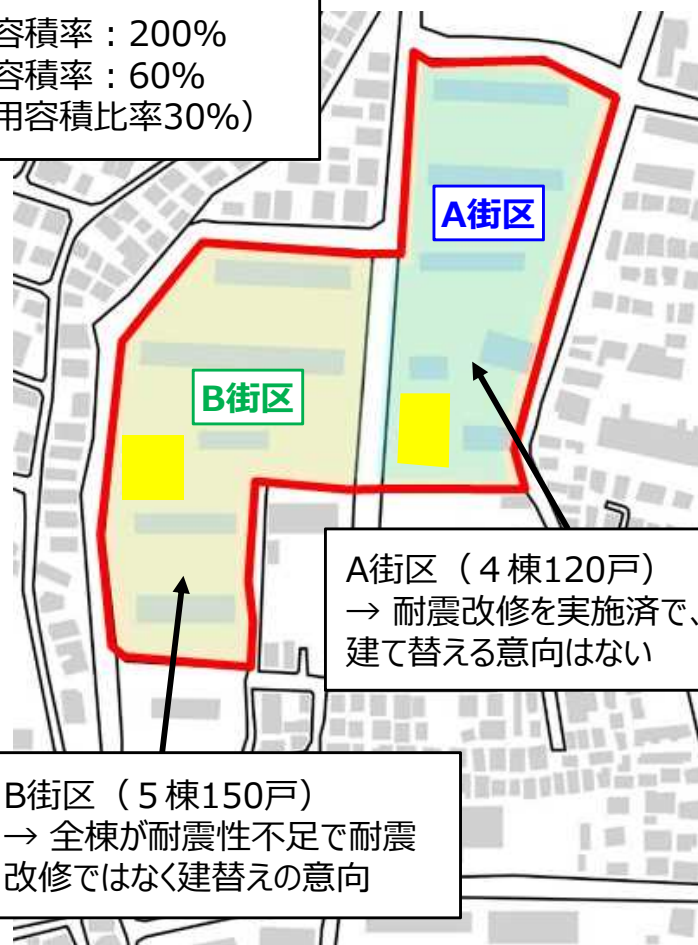 容積率：200%
容積率：60%
用容積比率30%）
A街区
B街区
A街区（４棟120戸）
→ 耐震改修を実施済で、
建て替える意向はない
B街区（５棟150戸）
→ 全棟が耐震性不足で耐震
改修ではなく建替えの意向